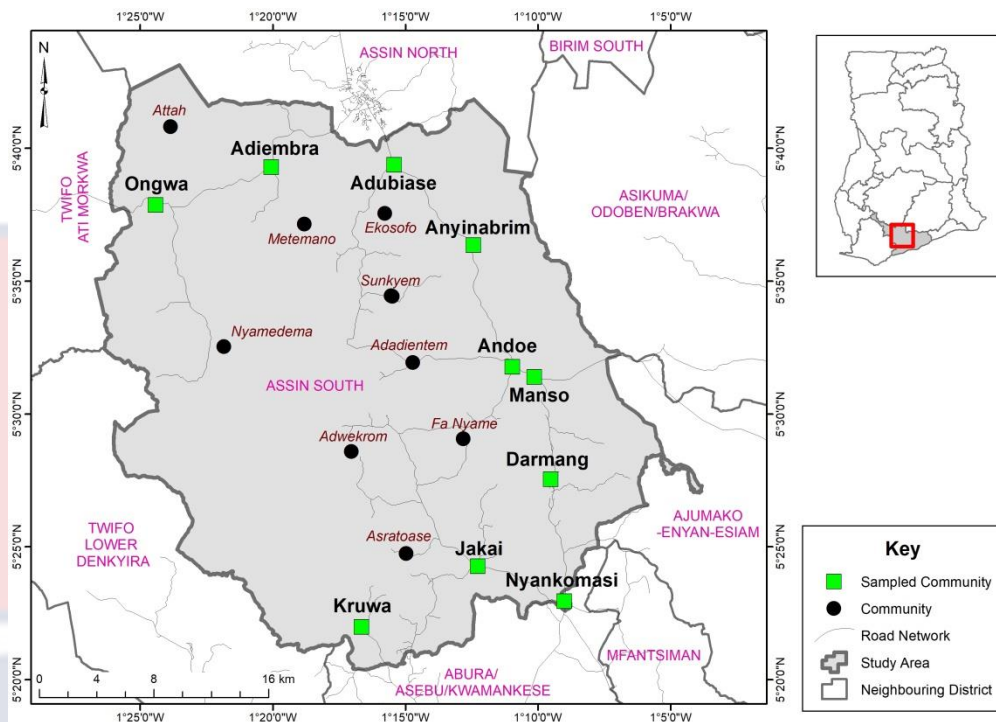 1°25'0"W
1°20'0"W
1°15'0"W
1°10'0"W
1°5'0"W
N
ASSIN NORTH
BIRIM SOUTH
Attah
5°40'0"N
5°40'0"N
Adiembra
Adubiase
TWIFO
ATI MORKWA
Ongwa
ASIKUMA/
ODOBEN/BRAKWA
Metemano
Ekosofo
Anyinabrim
5°35'0"N
5°35'0"N
Sunkyem
Nyamedema
Adadientem
Andoe
ASSIN SOUTH
Manso
5°30'0"N
5°30'0"N
Adwekrom
Fa Nyame
Darmang
TWIFO
LOWER
DENKYIRA
AJUMAKO
-ENYAN-ESIAM
5°25'0"N
5°25'0"N
Asratoase
Jakai
Nyankomasi
Kruwa
MFANTSIMAN
ABURA/
ASEBU/KWAMANKESE
5°20'0"N
5°20'0"N
0 4 8 16 km
1°25'0"W
1°20'0"W
1°15'0"W
1°10'0"W
1°5'0"W
Key
Sampled Community
Community
Road Network
Study Area
Neighbouring District